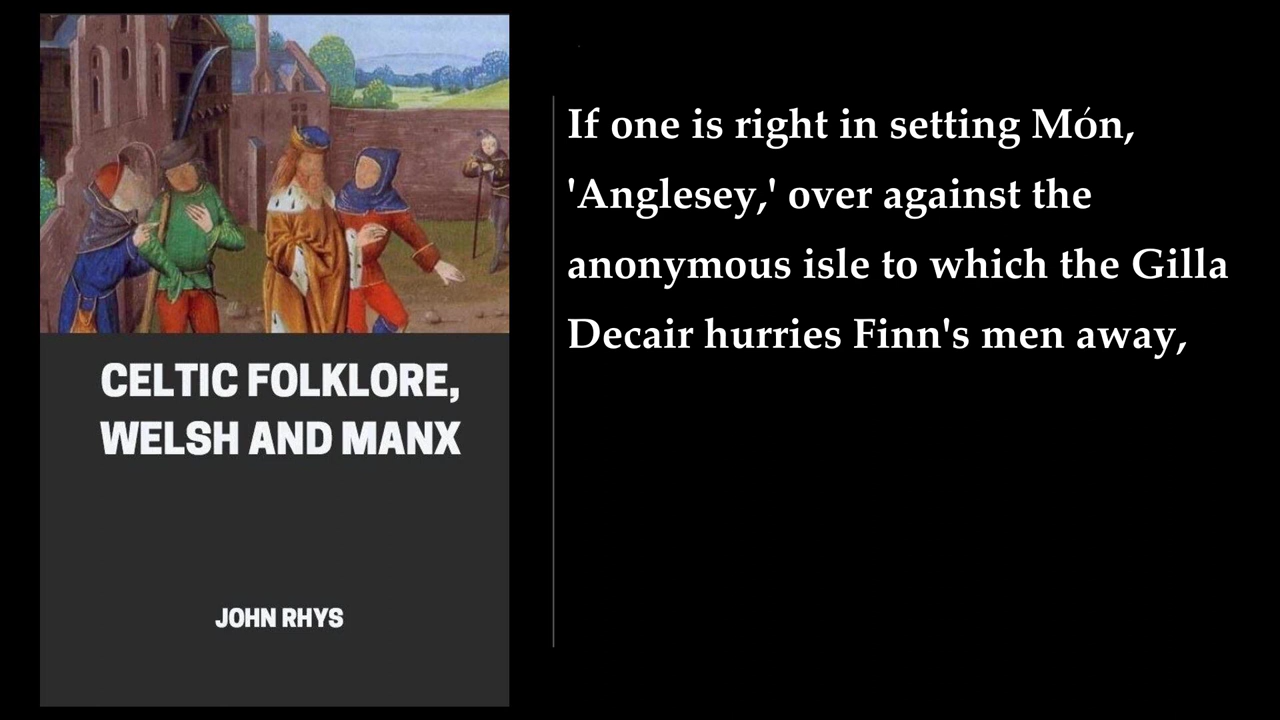 CELTIC FOLKLORE,
WELSH AND MANX
JOHN RHYS
If one is right in setting Món,
'Anglesey,' over against the
anonymous isle to which the Gilla
Decair hurries Finn's men away,